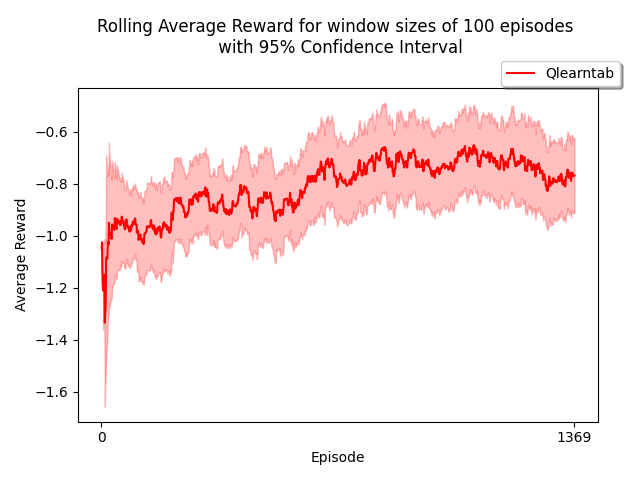 Rolling Average Reward for window sizes of 100 episodes
with 95% Confidence Interval
Qlearntab
−0.6
−0.8
−1.0
−1.2
−1.4
−1.6
Average Reward
0
1369
Episode